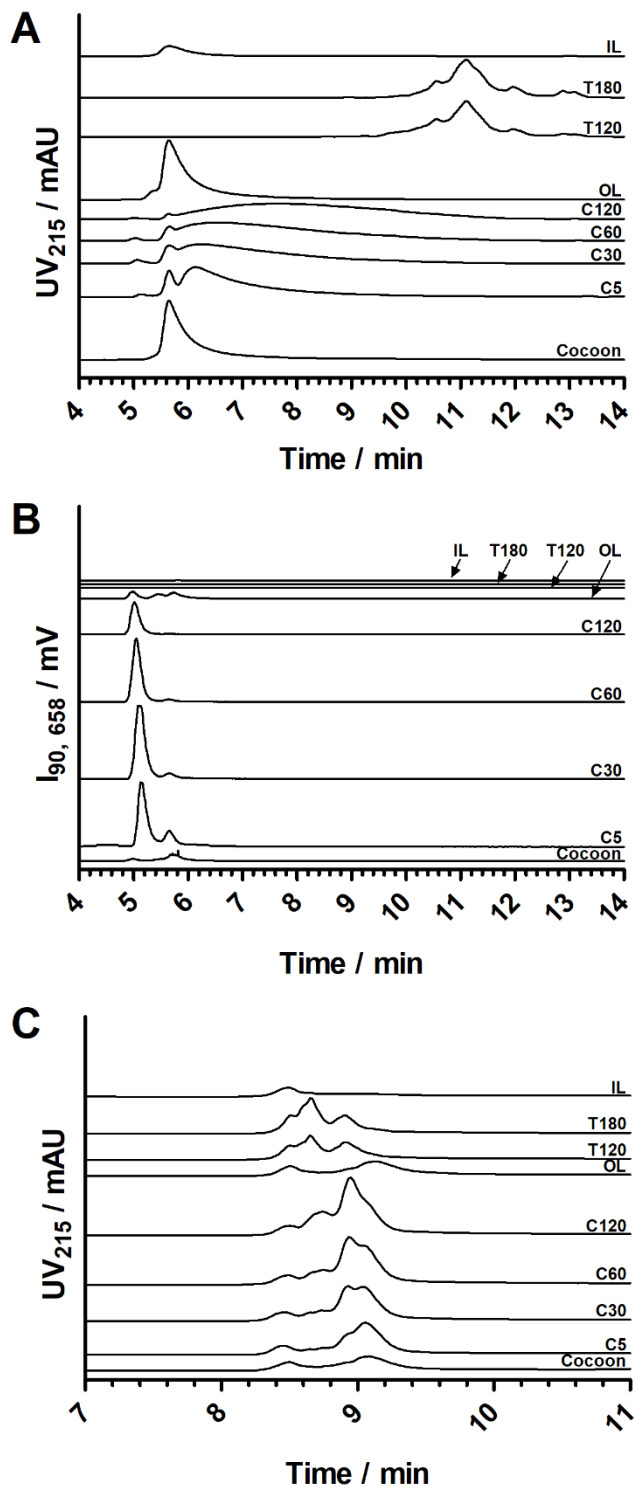 A
IL
T180
T120
OL
C120
C60
C30
C5
Cocoon
UV215 / mAU
4 5 6 7 8 9 10 11 12 13 14
Time / min
B
IL T180 T120 OL
C120
C60
C30
C5
Cocoon
I90, 658 / mV
4 5 6 7 8 9 10 11 12 13 14
Time / min
C
IL
T180
T120
OL
C120
C60
C30
C5
Cocoon
UV215 / mAU
7 8 9 10 11
Time / min